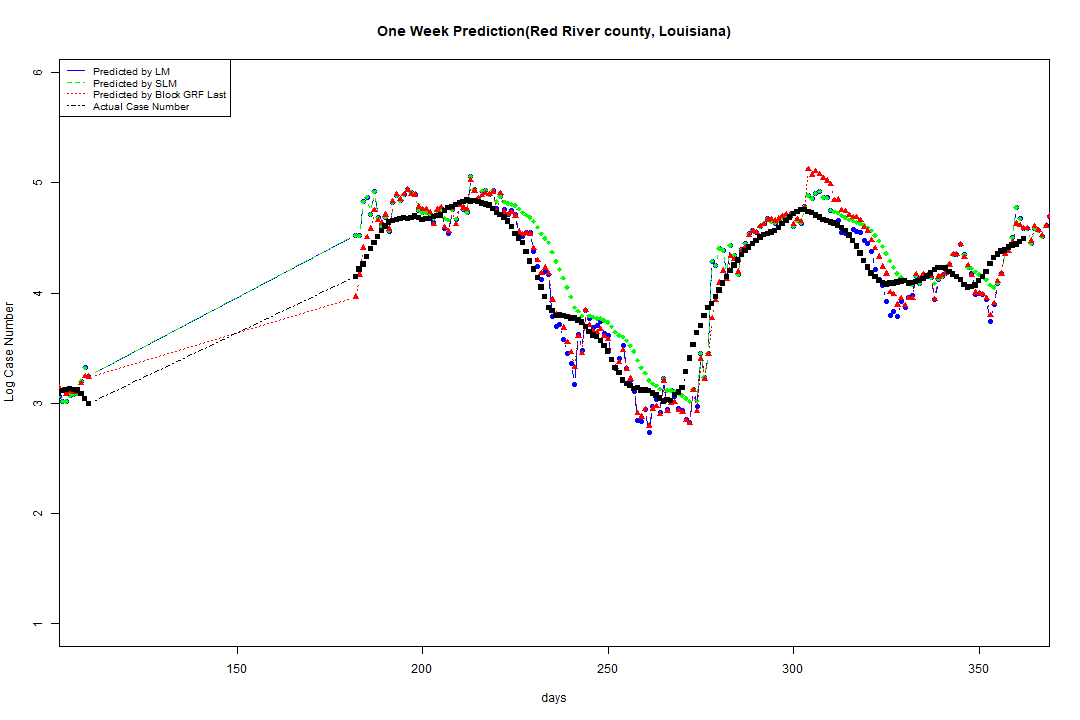 One Week Prediction(Red River county, Louisiana)
Predicted by LM
Predicted by SLM
Predicted by Block GRF Last
Actual Case Number
Log Case Number
6
5
4
3
2
1
150
200
250
300
350
days